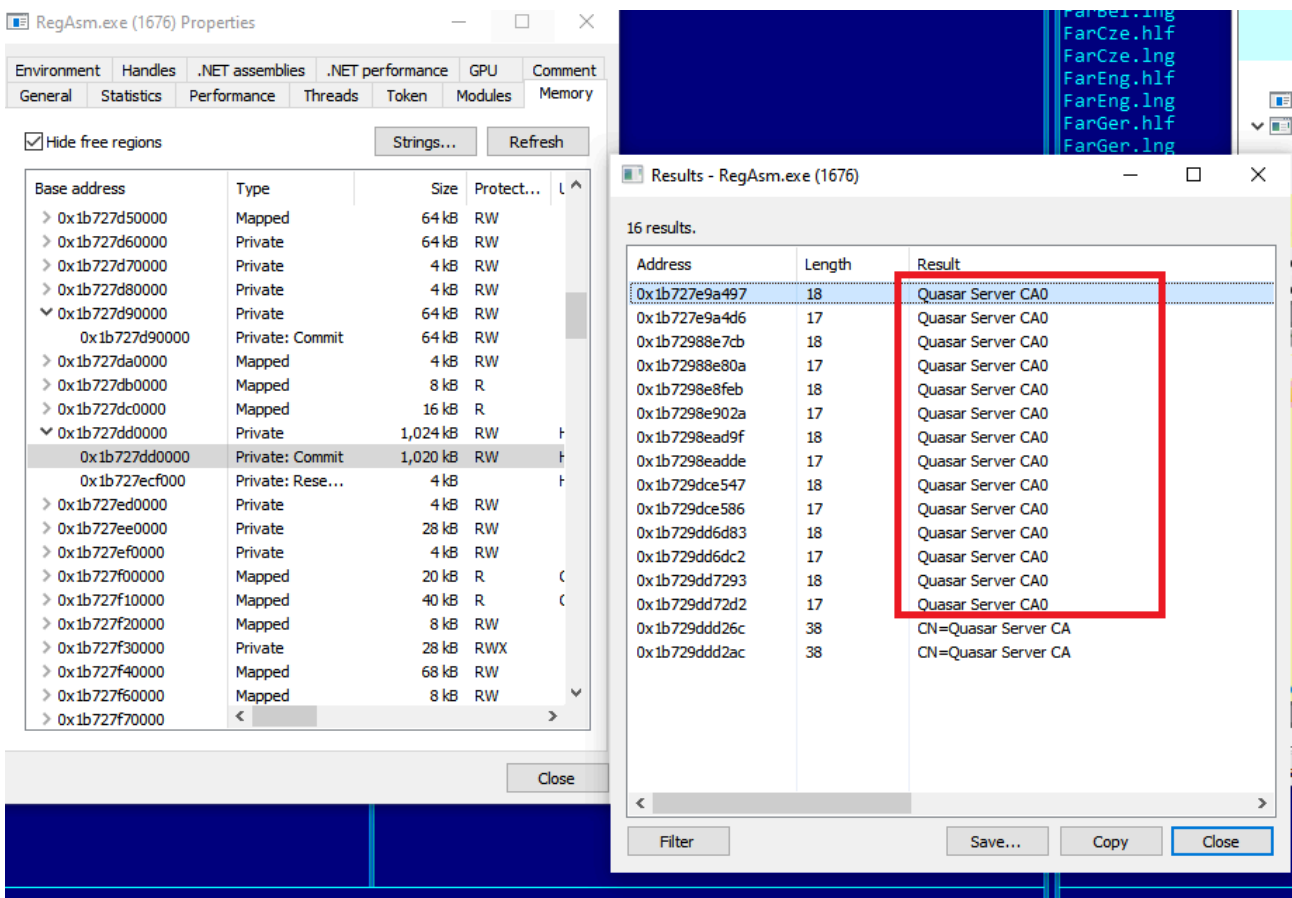 RegAsm.exe (1676) Properties
Environment Handles .NET assemblies .NET performance GPU Comment
General Statistics Performance Threads Token Modules Memory
Hide free regions Strings... Refresh
Base address Type Size Protect...
0x1b727d50000 Mapped 64 kB RW
0x1b727d60000 Private 64 kB RW
0x1b727d70000 Private 4 kB RW
0x1b727d80000 Private 4 kB RW
0x1b727d90000 Private 64 kB RW
0x1b727d90000 Private: Commit 64 kB RW
0x1b727da0000 Mapped 4 kB RW
0x1b727db0000 Mapped 8 kB R
0x1b727dc0000 Mapped 16 kB R
0x1b727dd0000 Private 1,024 kB RW
0x1b727dd0000 Private: Commit 1,020 kB RW
0x1b727ecf000 Private: Rese... 4 kB
0x1b727ed0000 Private 4 kB RW
0x1b727ee0000 Private 28 kB RW
0x1b727ef0000 Private 4 kB RW
0x1b727f00000 Mapped 20 kB R
0x1b727f10000 Mapped 40 kB R
0x1b727f20000 Mapped 8 kB RW
0x1b727f30000 Private 28 kB RWX
0x1b727f40000 Mapped 68 kB RW
0x1b727f60000 Mapped 8 kB RW
0x1b727f70000
Close
FarBel.lng
FarCze.hlf
FarCze.lng
FarEng.hlf
FarEng.lng
FarGer.hlf
FarGer.lng
Results - RegAsm.exe (1676)
16 results.
Address Length Result
0x1b727e9a497 18 Quasar Server CA0
0x1b727e9a4d6 17 Quasar Server CA0
0x1b72988e7cb 18 Quasar Server CA0
0x1b72988e80a 17 Quasar Server CA0
0x1b7298e8feb 18 Quasar Server CA0
0x1b7298e902a 17 Quasar Server CA0
0x1b7298ead9f 18 Quasar Server CA0
0x1b7298eadde 17 Quasar Server CA0
0x1b729dce547 18 Quasar Server CA0
0x1b729dce586 17 Quasar Server CA0
0x1b729dd6d83 18 Quasar Server CA0
0x1b729dd6dc2 17 Quasar Server CA0
0x1b729dd7293 18 Quasar Server CA0
0x1b729dd72d2 17 Quasar Server CA0
0x1b729ddd26c 38 CN=Quasar Server CA
0x1b729ddd2ac 38 CN=Quasar Server CA
Filter Save... Copy Close